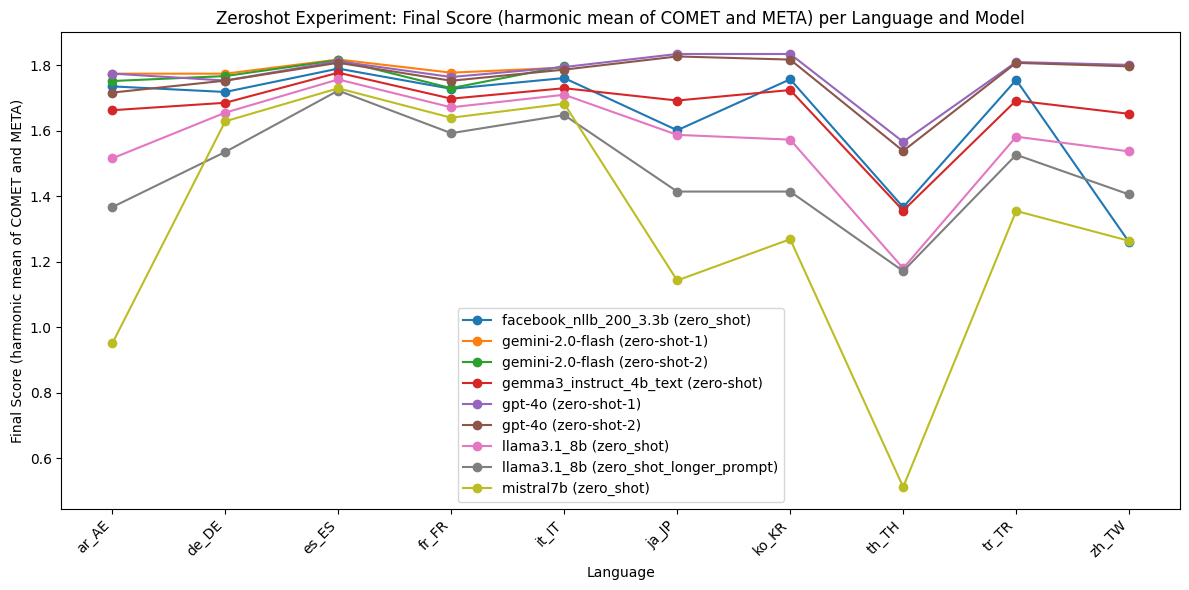 Zeroshot Experiment: Final Score (harmonic mean of COMET and META) per Language and Model
Final Score (harmonic mean of COMET and META)
1.8
1.6
1.4
1.2
1.0
0.8
0.6
facebook_nllb_200_3.3b (zero_shot)
gemini-2.0-flash (zero-shot-1)
gemini-2.0-flash (zero-shot-2)
gemma3_instruct_4b_text (zero-shot)
gpt-4o (zero-shot-1)
gpt-4o (zero-shot-2)
llama3.1_8b (zero_shot)
llama3.1_8b (zero_shot_longer_prompt)
mistral7b (zero_shot)
ar_AE
de_DE
es_ES
fr_FR
it_IT
ja_JP
ko_KR
th_TH
tr_TR
zh_TW
Language